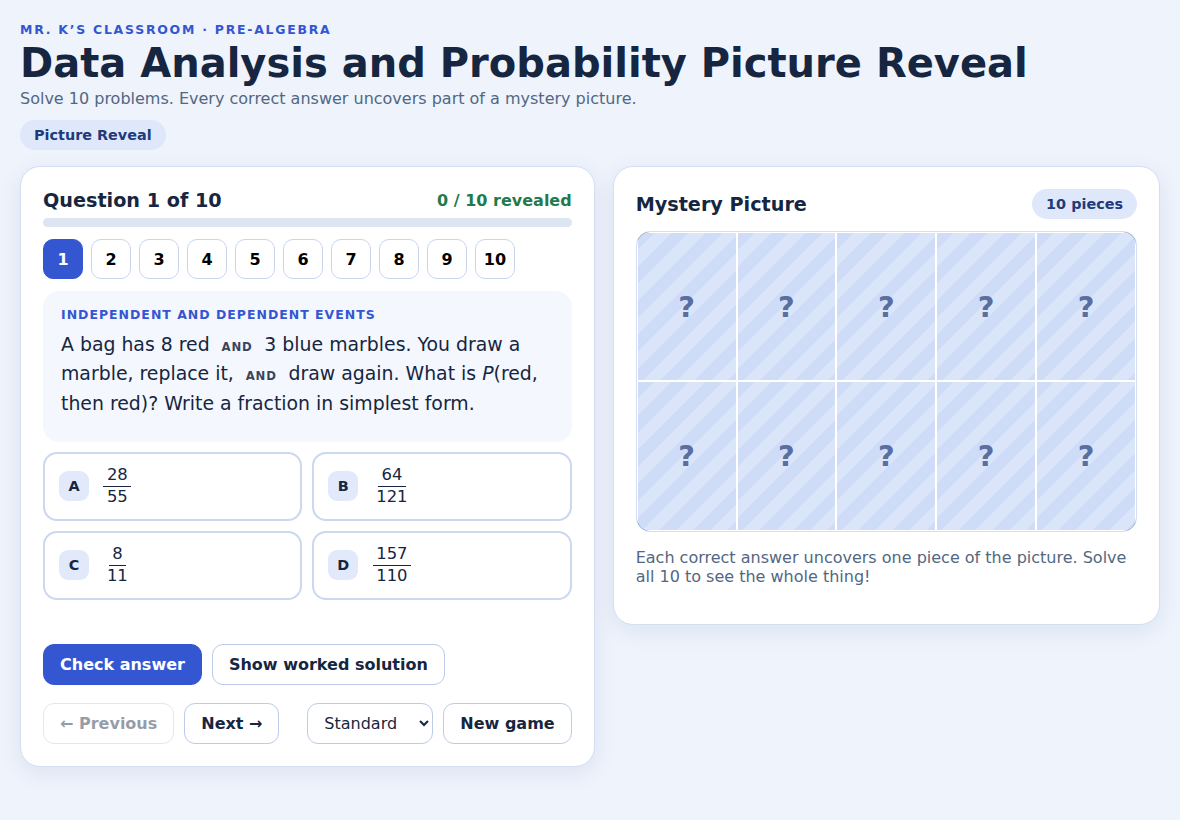 MR. K'S CLASSROOM · PRE-ALGEBRA
Data Analysis and Probability Picture Reveal
Solve 10 problems. Every correct answer uncovers part of a mystery picture.
Picture Reveal
Question 1 of 10
0 / 10 revealed
1 2 3 4 5 6 7 8 9 10
INDEPENDENT AND DEPENDENT EVENTS
A bag has 8 red AND 3 blue marbles. You draw a
marble, replace it, AND draw again. What is P(red,
then red)? Write a fraction in simplest form.
A 28/55
B 64/121
C 8/11
D 157/110
Check answer
Show worked solution
← Previous
Next →
Standard
New game
Mystery Picture
10 pieces
? ? ? ? ?
? ? ? ? ?
Each correct answer uncovers one piece of the picture. Solve
all 10 to see the whole thing!